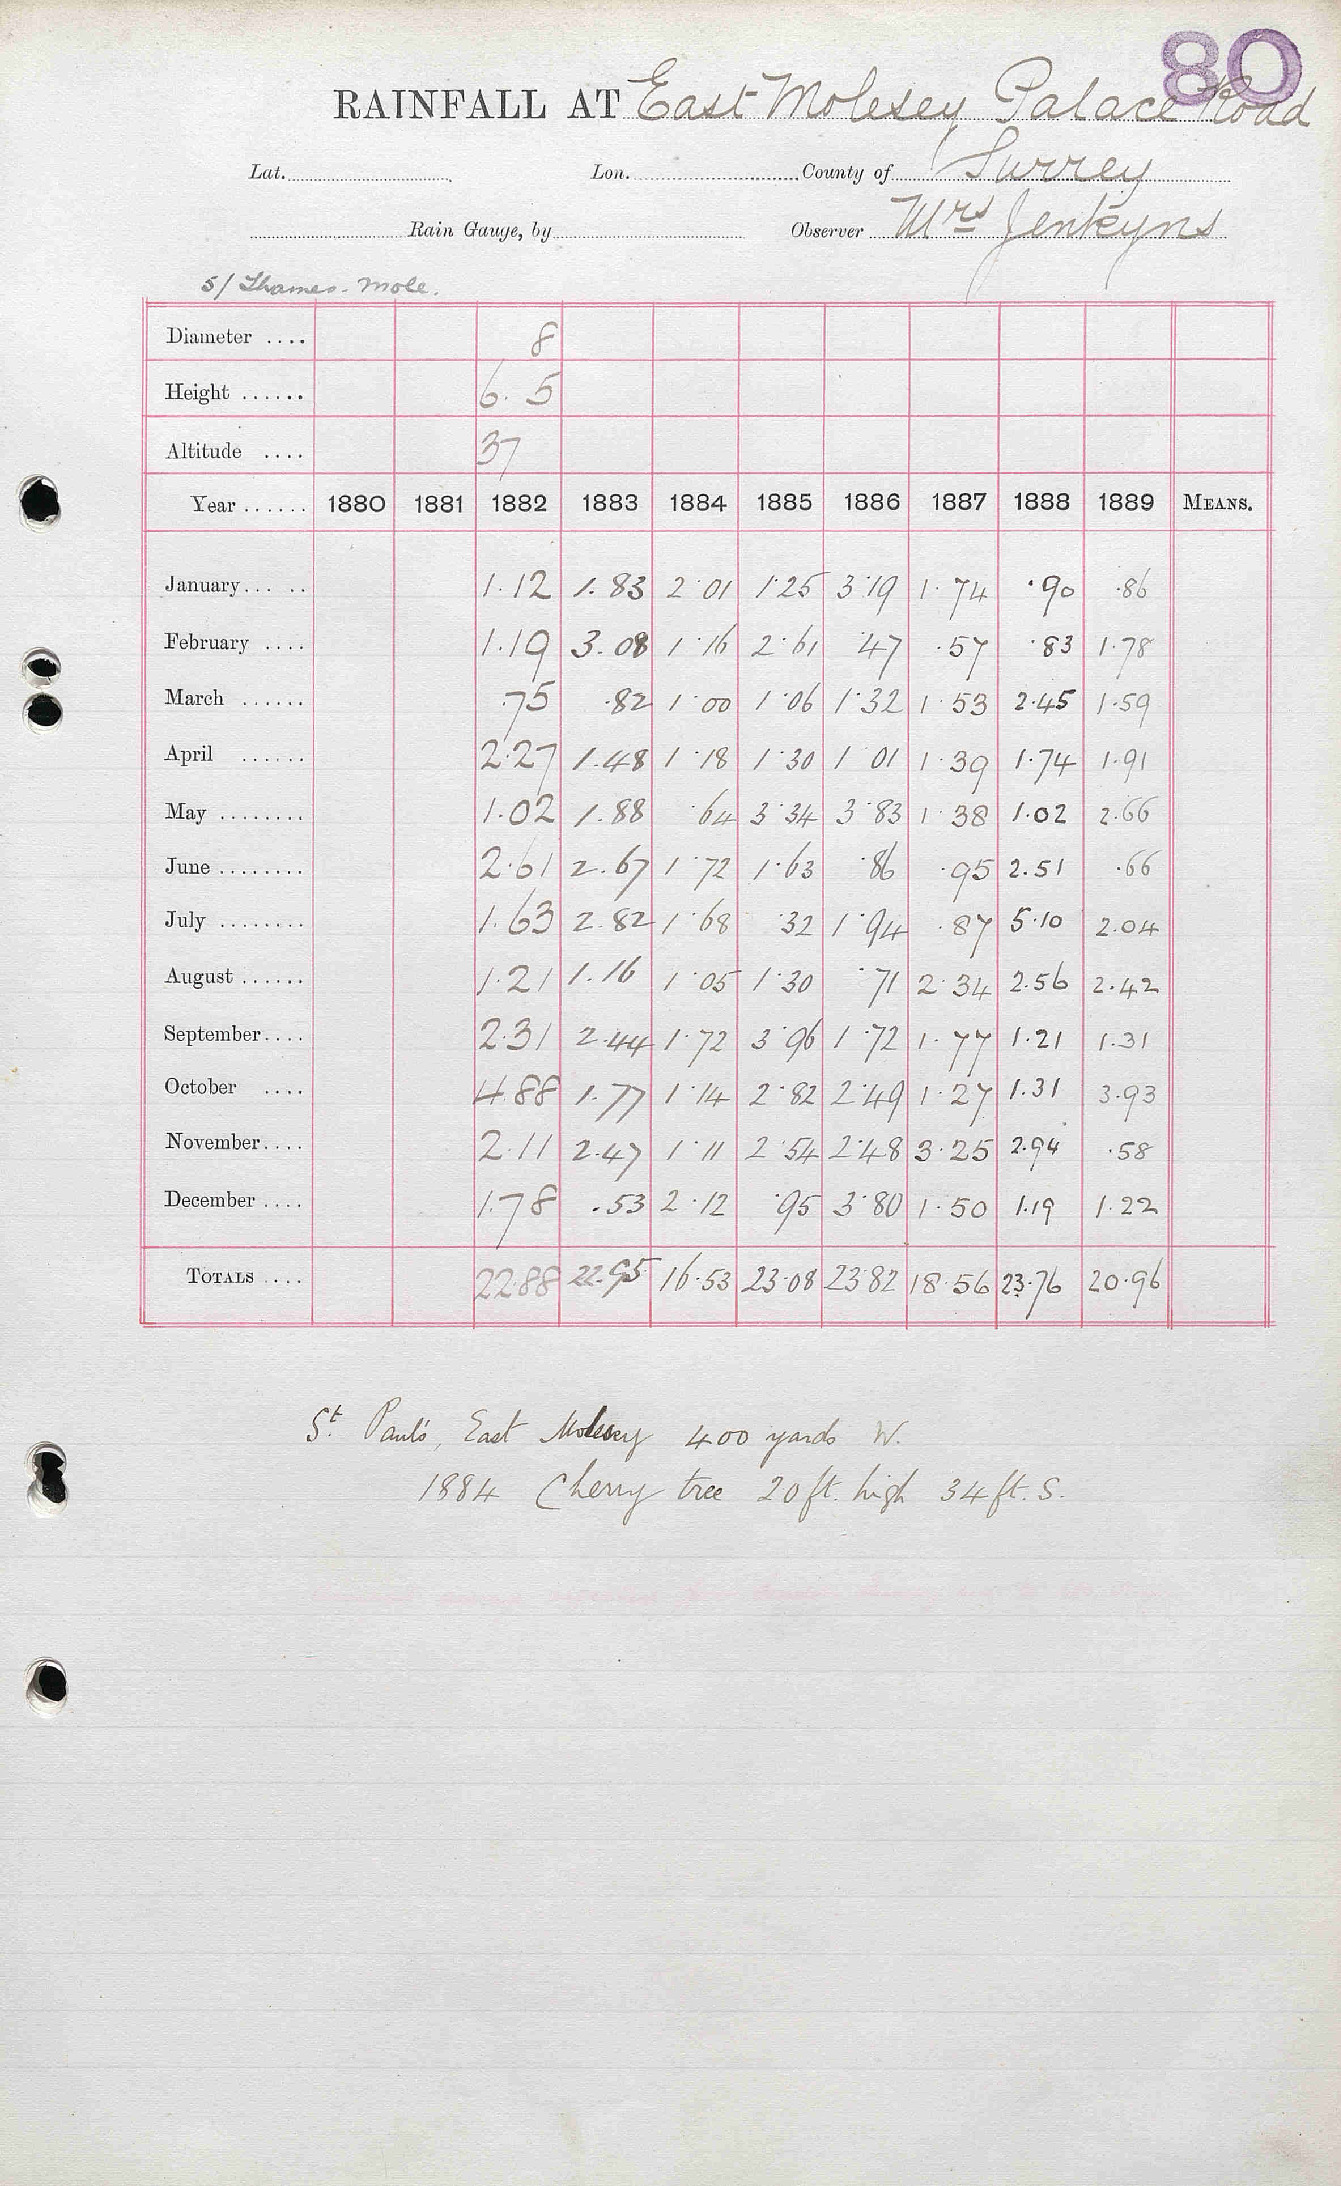 80
RAINFALL AT East Molesey Palace Road
Lat. Lon. County of Surrey
Rain Gauge, by Observer Mrs Jenkyns
5/ Thames. Mole.
Diameter .... 8
Height ...... 6. 5
Altitude .... 37
Year ...... 1880 1881 1882 1883 1884 1885 1886 1887 1888 1889 MEANS.
January... .. 1.12 1.83 2.01 1.25 3.19 1.74 .90 .86
February .... 1.19 3.08 1.16 2.61 .47 .57 .83 1.78
March ...... .75 .82 1.00 1.06 1.32 1.53 2.45 1.59
April ...... 2.27 1.48 1.18 1.30 1.01 1.39 1.74 1.91
May ........ 1.02 1.88 .64 3.34 3.83 1.38 1.02 2.66
June ........ 2.61 2.67 1.72 1.63 .86 .95 2.51 .66
July ........ 1.63 2.82 1.68 .32 1.94 .87 5.10 2.04
August ...... 1.21 1.16 1.05 1.30 .71 2.34 2.56 2.42
September.... 2.31 2.44 1.72 3.96 1.72 1.77 1.21 1.31
October .... 4.88 1.77 1.14 2.82 2.49 1.27 1.31 3.93
November.... 2.11 2.47 1.11 2.54 2.48 3.25 2.94 .58
December .... 1.78 .53 2.12 .95 3.80 1.50 1.19 1.22
TOTALS .... 22.88 22.95 16.53 23.08 23.82 18.56 23.76 20.96
St. Paul's, East Molesey 400 yards W.
1884 Cherry tree 20ft. high 34ft. S.